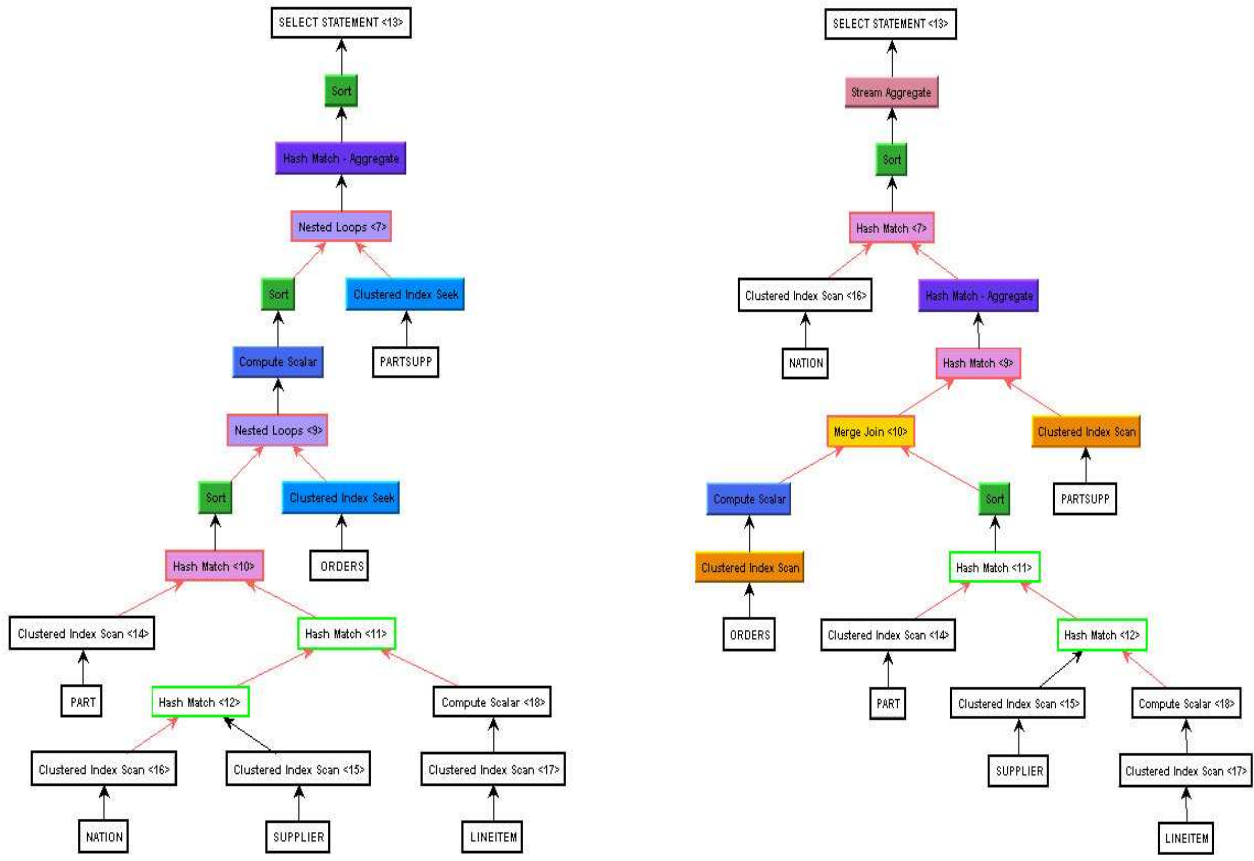 SELECT STATEMENT <13>
Sort
Hash Match - Aggregate
Nested Loops <7>
Sort
Clustered Index Seek
Compute Scalar
PARTSUPP
Nested Loops <9>
Sort
Clustered Index Seek
Hash Match <10>
ORDERS
Clustered Index Scan <14>
Hash Match <11>
PART
Hash Match <12>
Compute Scalar <18>
Clustered Index Scan <16>
Clustered Index Scan <15>
Clustered Index Scan <17>
NATION
SUPPLIER
LINEITEM
SELECT STATEMENT <13>
Stream Aggregate
Sort
Hash Match <7>
Clustered Index Scan <16>
Hash Match - Aggregate
NATION
Hash Match <9>
Merge Join <10>
Clustered Index Scan
Compute Scalar
Sort
PARTSUPP
Clustered Index Scan
Hash Match <11>
ORDERS
Clustered Index Scan <14>
Hash Match <12>
PART
Clustered Index Scan <15>
Compute Scalar <18>
SUPPLIER
Clustered Index Scan <17>
LINEITEM